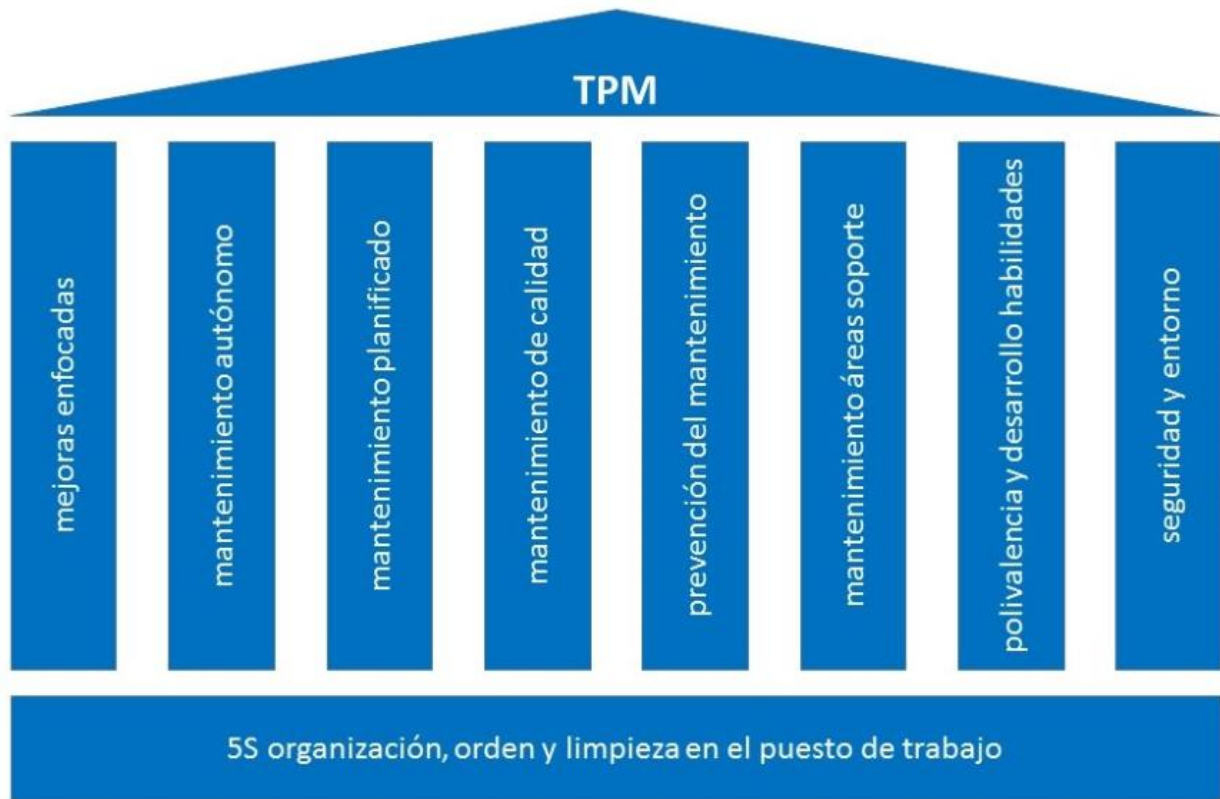 TPM
mejoras enfocadas
mantenimiento autónomo
mantenimiento planificado
mantenimiento de calidad
prevención del mantenimiento
mantenimiento áreas soporte
polivalencia y desarrollo habilidades
seguridad y entorno
5S organización, orden y limpieza en el puesto de trabajo